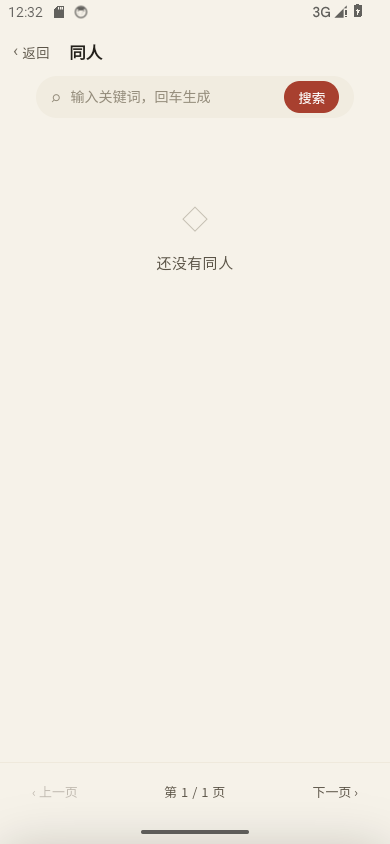 12:32 3G
‹ 返回 同人
⌕ 输入关键词，回车生成 搜索
还没有同人
‹ 上一页 第 1 / 1 页 下一页 ›